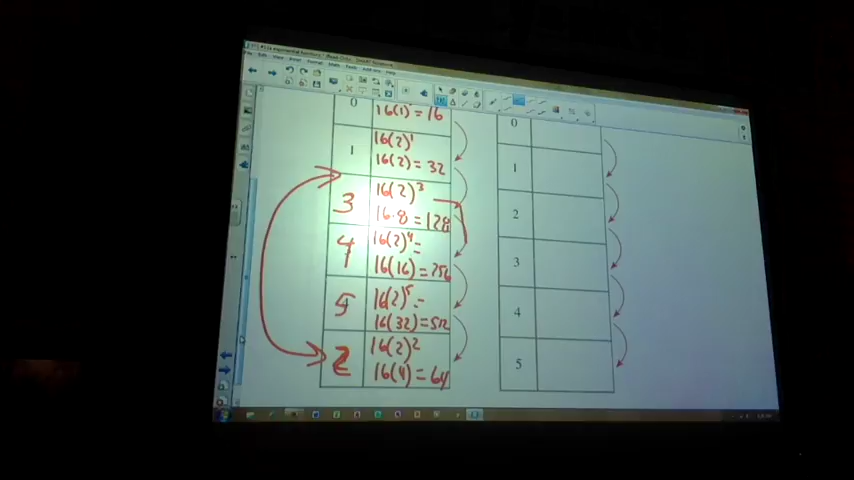 0
16(1) = 16
1
16(2)¹
16(2) = 32
3
16(2)³
16·8 = 128
4
16(2)⁴ =
16(16) = 256
5
16(2)⁵ =
16(32) = 512
2
16(2)²
16(4) = 64
0
1
2
3
4
5